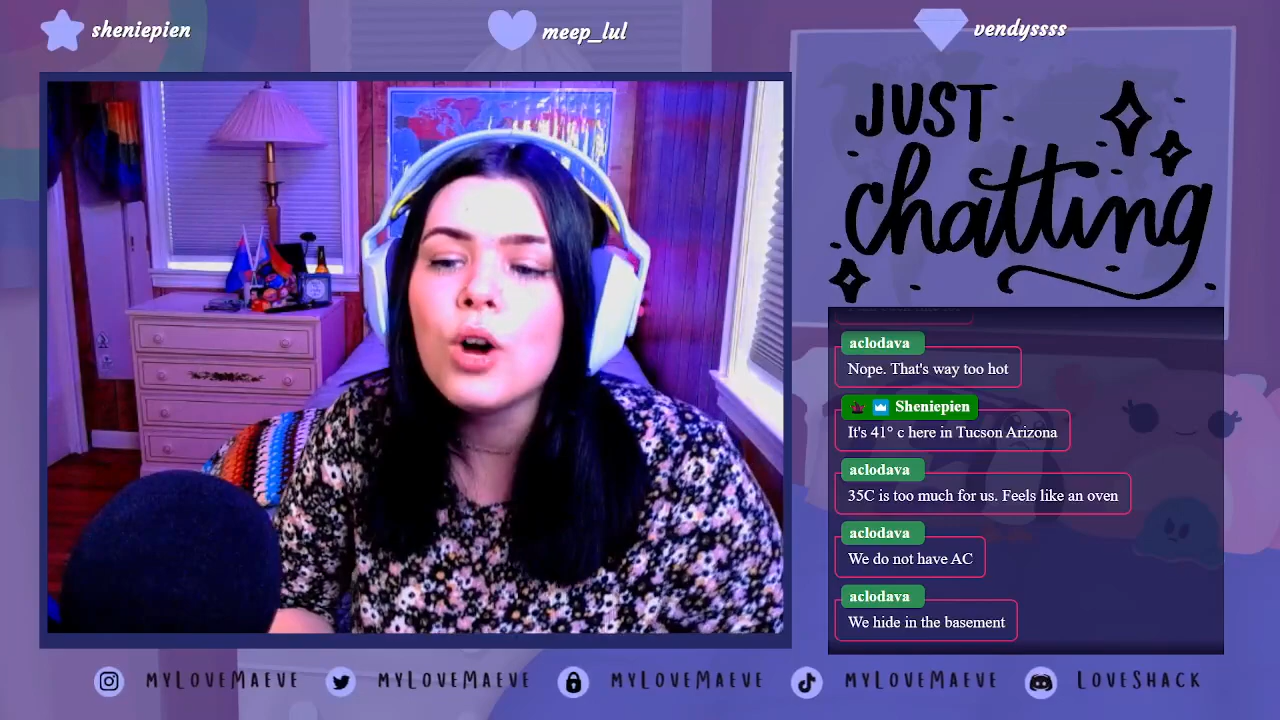 sheniepien
meep_lul
vendyssss
JUST
chatting
aclodava
Nope. That's way too hot
Sheniepien
It's 41° c here in Tucson Arizona
aclodava
35C is too much for us. Feels like an oven
aclodava
We do not have AC
aclodava
We hide in the basement
MYLOVEMAEVE
MYLOVEMAEVE
MYLOVEMAEVE
MYLOVEMAEVE
LOVESHACK